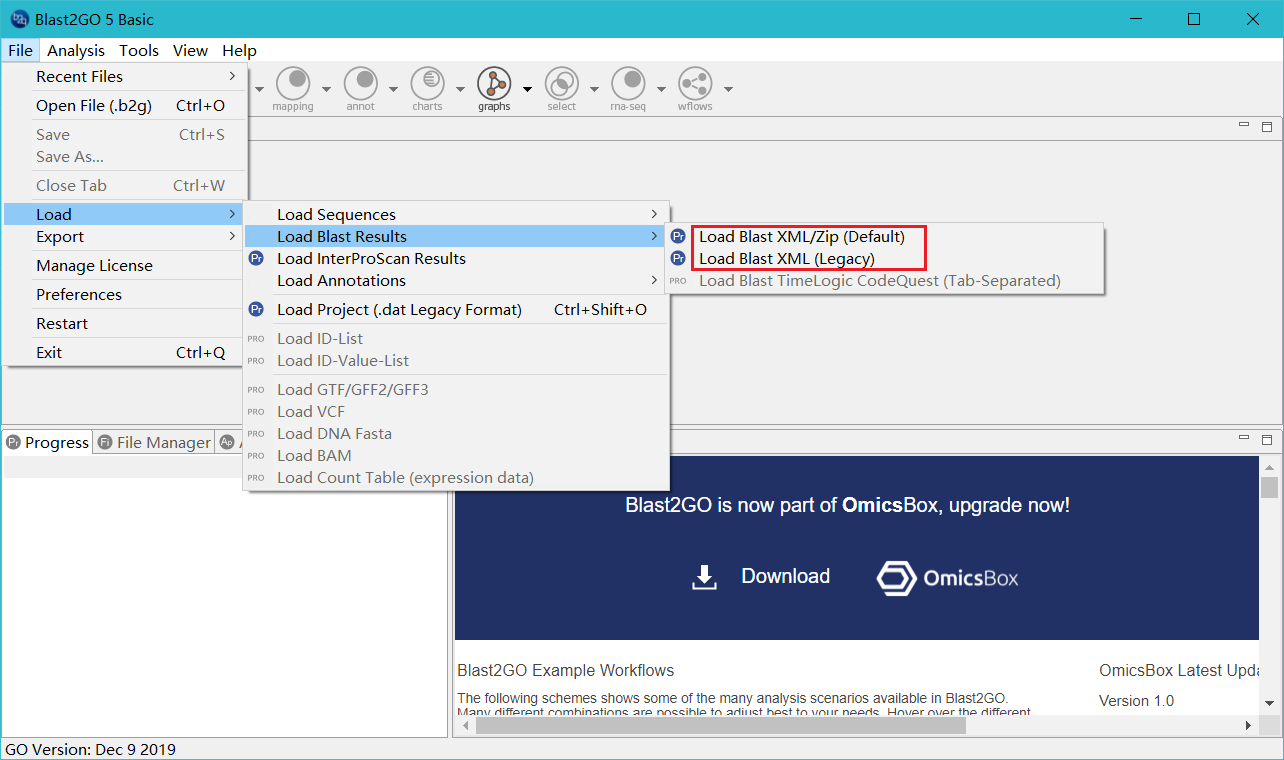 Blast2GO 5 Basic
File Analysis Tools View Help
mapping annot charts graphs select rna-seq wflows
Recent Files
Open File (.b2g) Ctrl+O
Save Ctrl+S
Save As...
Close Tab Ctrl+W
Load
Export
Manage License
Preferences
Restart
Exit Ctrl+Q
Load Sequences
Load Blast Results
Pr Load InterProScan Results
Load Annotations
Pr Load Project (.dat Legacy Format) Ctrl+Shift+O
PRO Load ID-List
PRO Load ID-Value-List
PRO Load GTF/GFF2/GFF3
PRO Load VCF
PRO Load DNA Fasta
PRO Load BAM
PRO Load Count Table (expression data)
Pr Load Blast XML/Zip (Default)
Pr Load Blast XML (Legacy)
PRO Load Blast TimeLogic CodeQuest (Tab-Separated)
Pr Progress Fi File Manager Ap
Blast2GO is now part of OmicsBox, upgrade now!
Download OmicsBox
Blast2GO Example Workflows
The following schemes shows some of the many analysis scenarios available in Blast2GO.
Many different combinations are possible to adjust best to your needs. Hover over the different
OmicsBox Latest Upda
Version 1.0
GO Version: Dec 9 2019